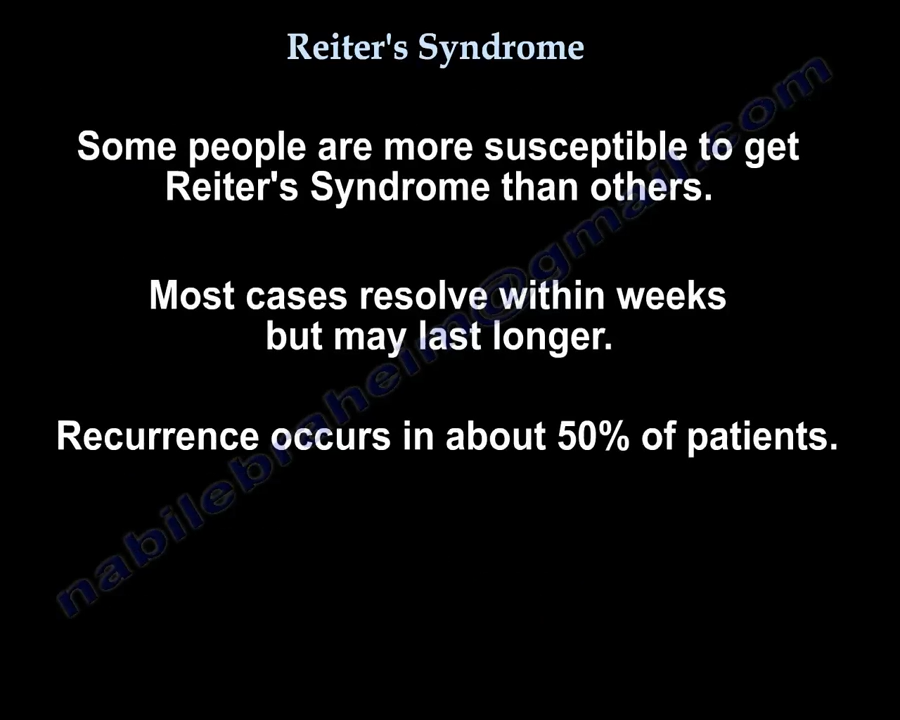 Reiter's Syndrome
Some people are more susceptible to get
Reiter's Syndrome than others.
Most cases resolve within weeks
but may last longer.
Recurrence occurs in about 50% of patients.
nabilebraheim@gmail.com